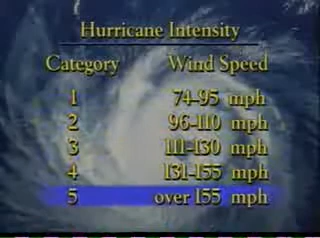 Hurricane Intensity
Category Wind Speed
1 74-95 mph
2 96-110 mph
3 111-130 mph
4 131-155 mph
5 over 155 mph